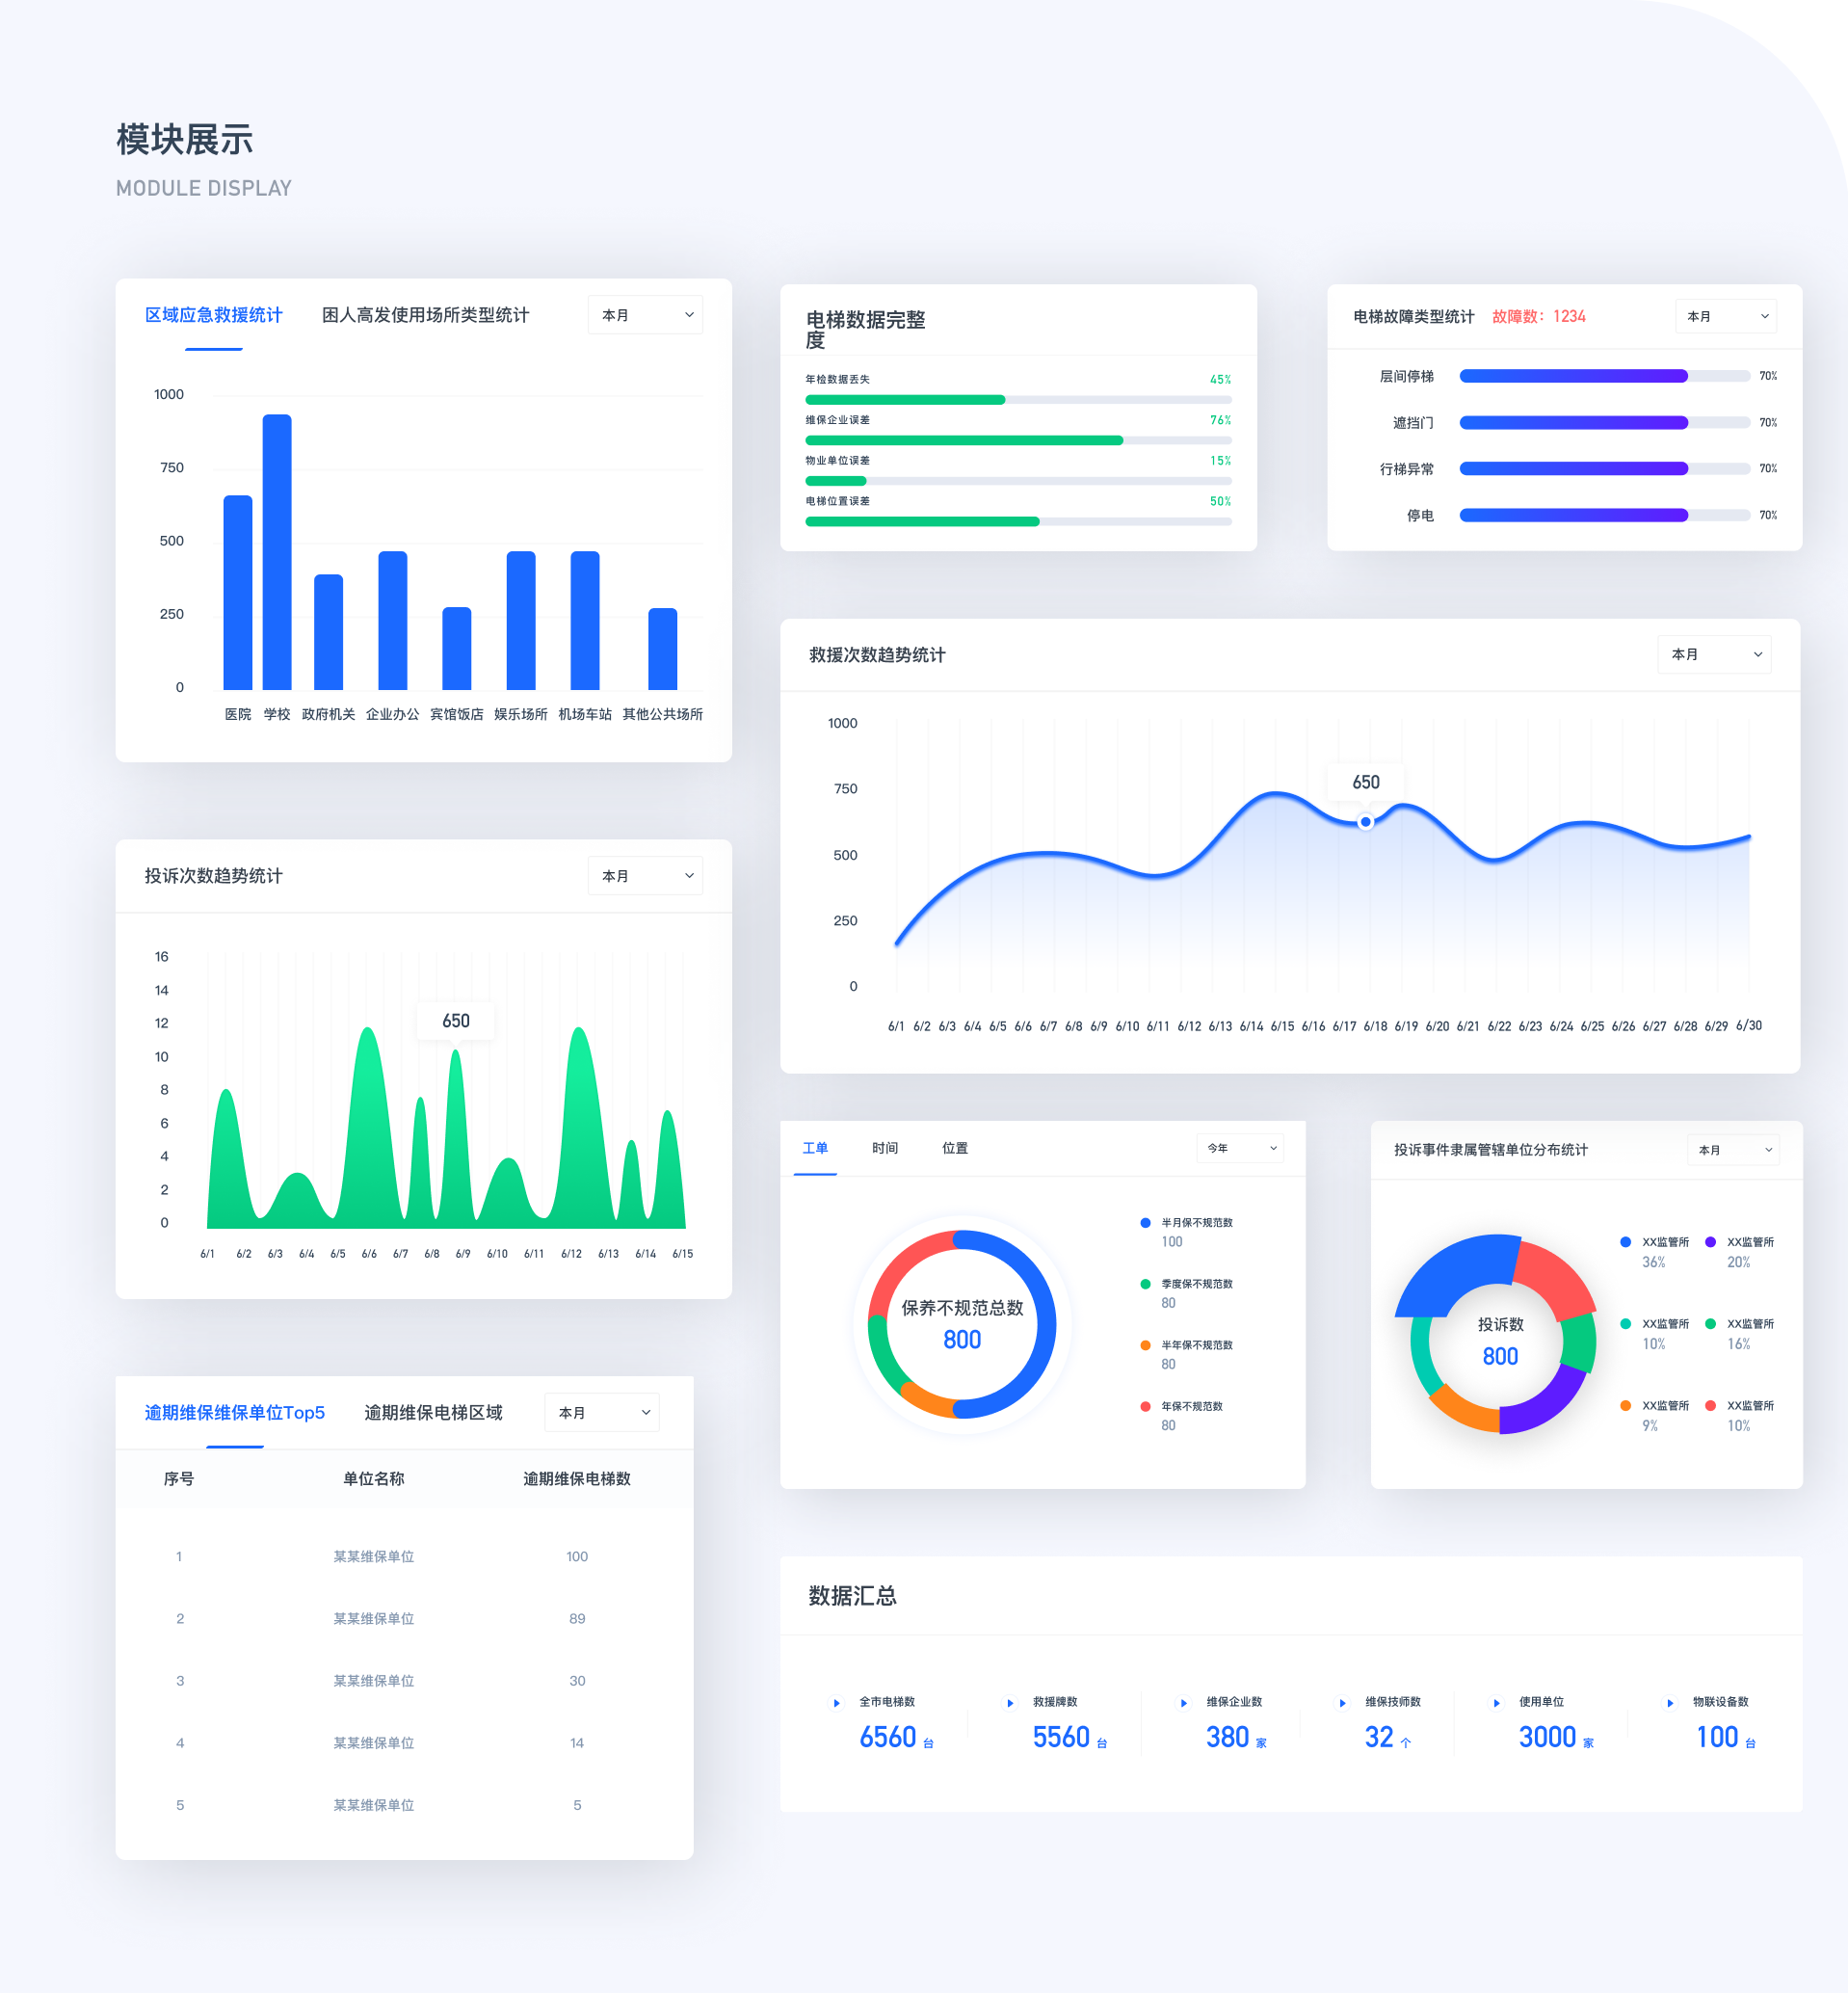 模块展示
MODULE DISPLAY
区域应急救援统计 困人高发使用场所类型统计 本月
1000
750
500
250
0
医院 学校 政府机关 企业办公 宾馆饭店 娱乐场所 机场车站 其他公共场所
电梯数据完整
度
年检数据丢失 45%
维保企业误差 76%
物业单位误差 15%
电梯位置误差 50%
电梯故障类型统计 故障数：1234 本月
层间停梯 70%
遮挡门 70%
行梯异常 70%
停电 70%
救援次数趋势统计 本月
1000
750
650
500
250
0
6/1 6/2 6/3 6/4 6/5 6/6 6/7 6/8 6/9 6/10 6/11 6/12 6/13 6/14 6/15 6/16 6/17 6/18 6/19 6/20 6/21 6/22 6/23 6/24 6/25 6/26 6/27 6/28 6/29 6/30
投诉次数趋势统计 本月
16
14
12
650
10
8
6
4
2
0
6/1 6/2 6/3 6/4 6/5 6/6 6/7 6/8 6/9 6/10 6/11 6/12 6/13 6/14 6/15
工单 时间 位置 今年
保养不规范总数
800
半月保不规范数
100
季度保不规范数
80
半年保不规范数
80
年保不规范数
80
投诉事件隶属管辖单位分布统计 本月
投诉数
800
XX监管所 XX监管所
36% 20%
XX监管所 XX监管所
10% 16%
XX监管所 XX监管所
9% 10%
逾期维保维保单位Top5 逾期维保电梯区域 本月
序号 单位名称 逾期维保电梯数
1 某某维保单位 100
2 某某维保单位 89
3 某某维保单位 30
4 某某维保单位 14
5 某某维保单位 5
数据汇总
全市电梯数 救援牌数 维保企业数 维保技师数 使用单位 物联设备数
6560 台 5560 台 380 家 32 个 3000 家 100 台